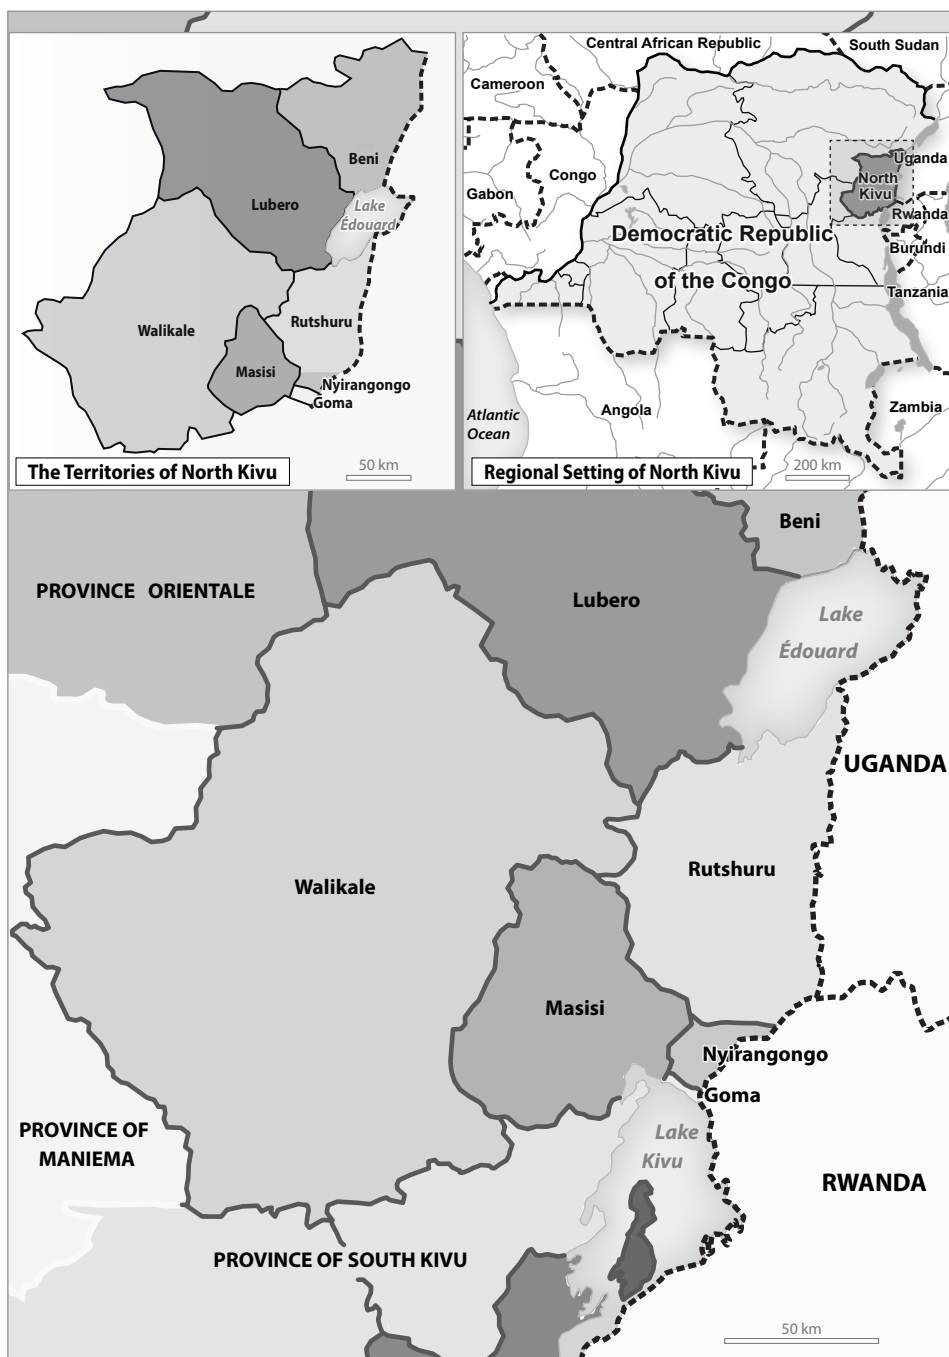 Beni
Lake
Édouard
Lubero
Walikale
Rutshuru
Masisi
Nyirangongo
Goma
The Territories of North Kivu
50 km
Central African Republic
South Sudan
Cameroon
Uganda
Congo
North
Kivu
Gabon
Rwanda
Democratic Republic
of the Congo
Burundi
Tanzania
Angola
Zambia
Atlantic
Ocean
Regional Setting of North Kivu
200 km
Beni
PROVINCE ORIENTALE
Lubero
Lake
Édouard
UGANDA
Rutshuru
Walikale
Masisi
Nyirangongo
Goma
PROVINCE OF
MANIEMA
Lake
Kivu
RWANDA
PROVINCE OF SOUTH KIVU
50 km